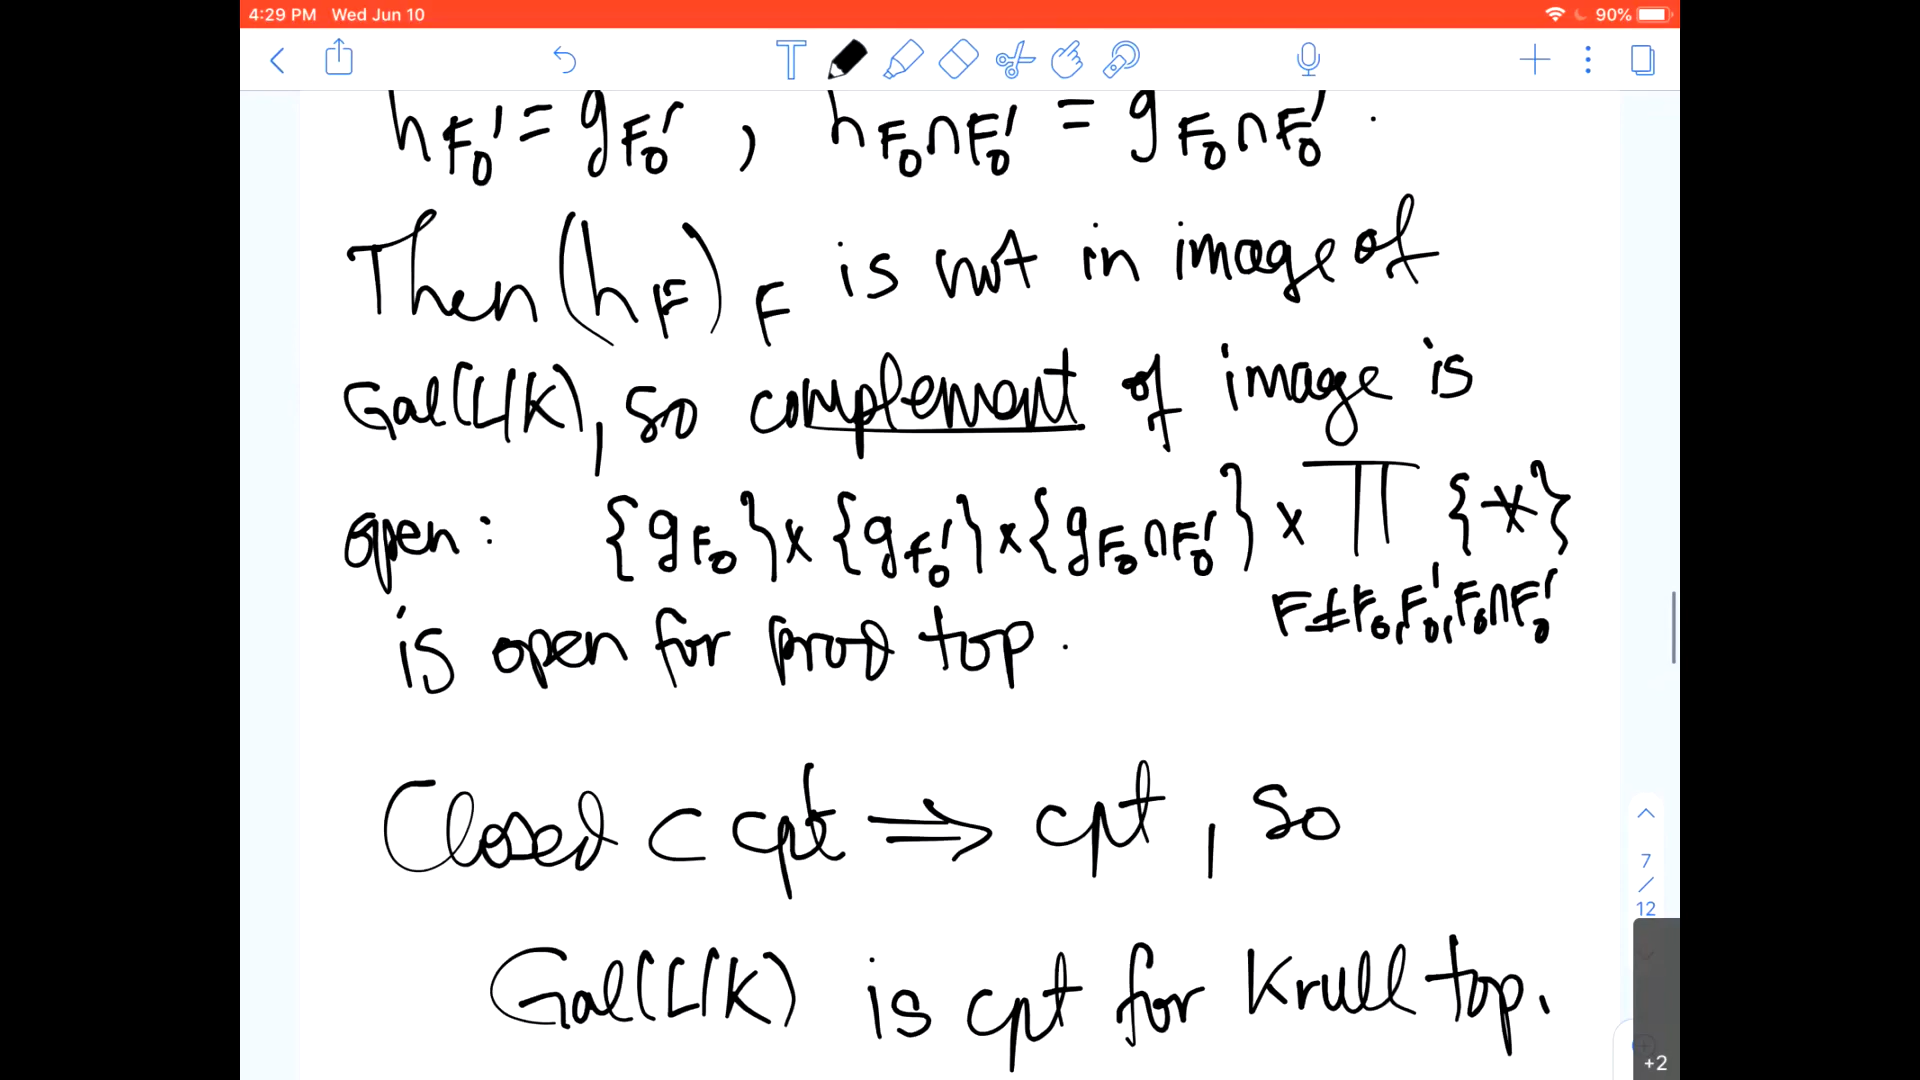 4:29 PM Wed Jun 10 90%
h_{F_0'} = g_{F_0'} , h_{F_0∩F_0'} = g_{F_0∩F_0'} .
Then (h_F)_F is not in image of
Gal(L/K), so complement of image is
open: {g_{F_0}} x {g_{F_0'}} x {g_{F_0∩F_0'}} x Π {*}
F≠F_0, F_0', F_0∩F_0'
is open for prod top.
Closed ⊂ cpt ⇒ cpt, so
Gal(L/K) is cpt for Krull top.
7
/
12
+2